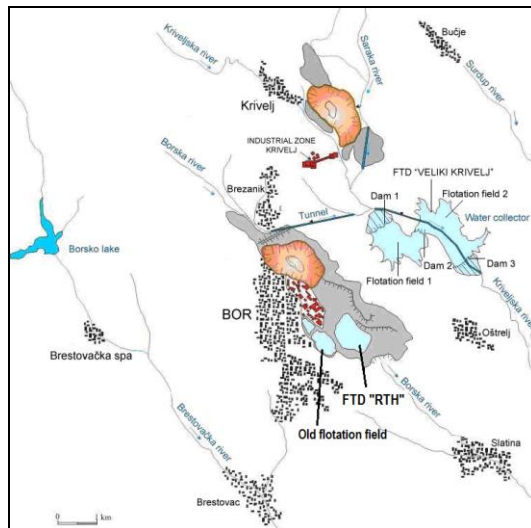 Bučje
Kriveljska river
Saraka river
Surdup river
Krivelj
INDUSTRIAL ZONE
KRIVELJ
Borska river
FTD "VELIKI KRIVELJ"
Brezanik
Dam 1
Flotation field 2
Tunnel
Water collector
Borsko lake
Flotation field 1
Dam 2
Dam 3
Kriveljska river
BOR
Oštrelj
Brestovačka spa
FTD "RTH"
Borska river
Old flotation field
Brestovačka river
Slatina
Brestovac
0
1 km